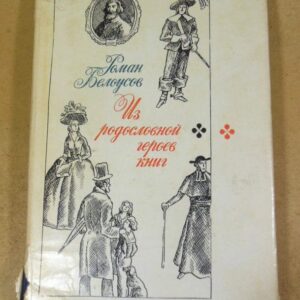 Роман
Белоусов
Из
родословной
героев
книг